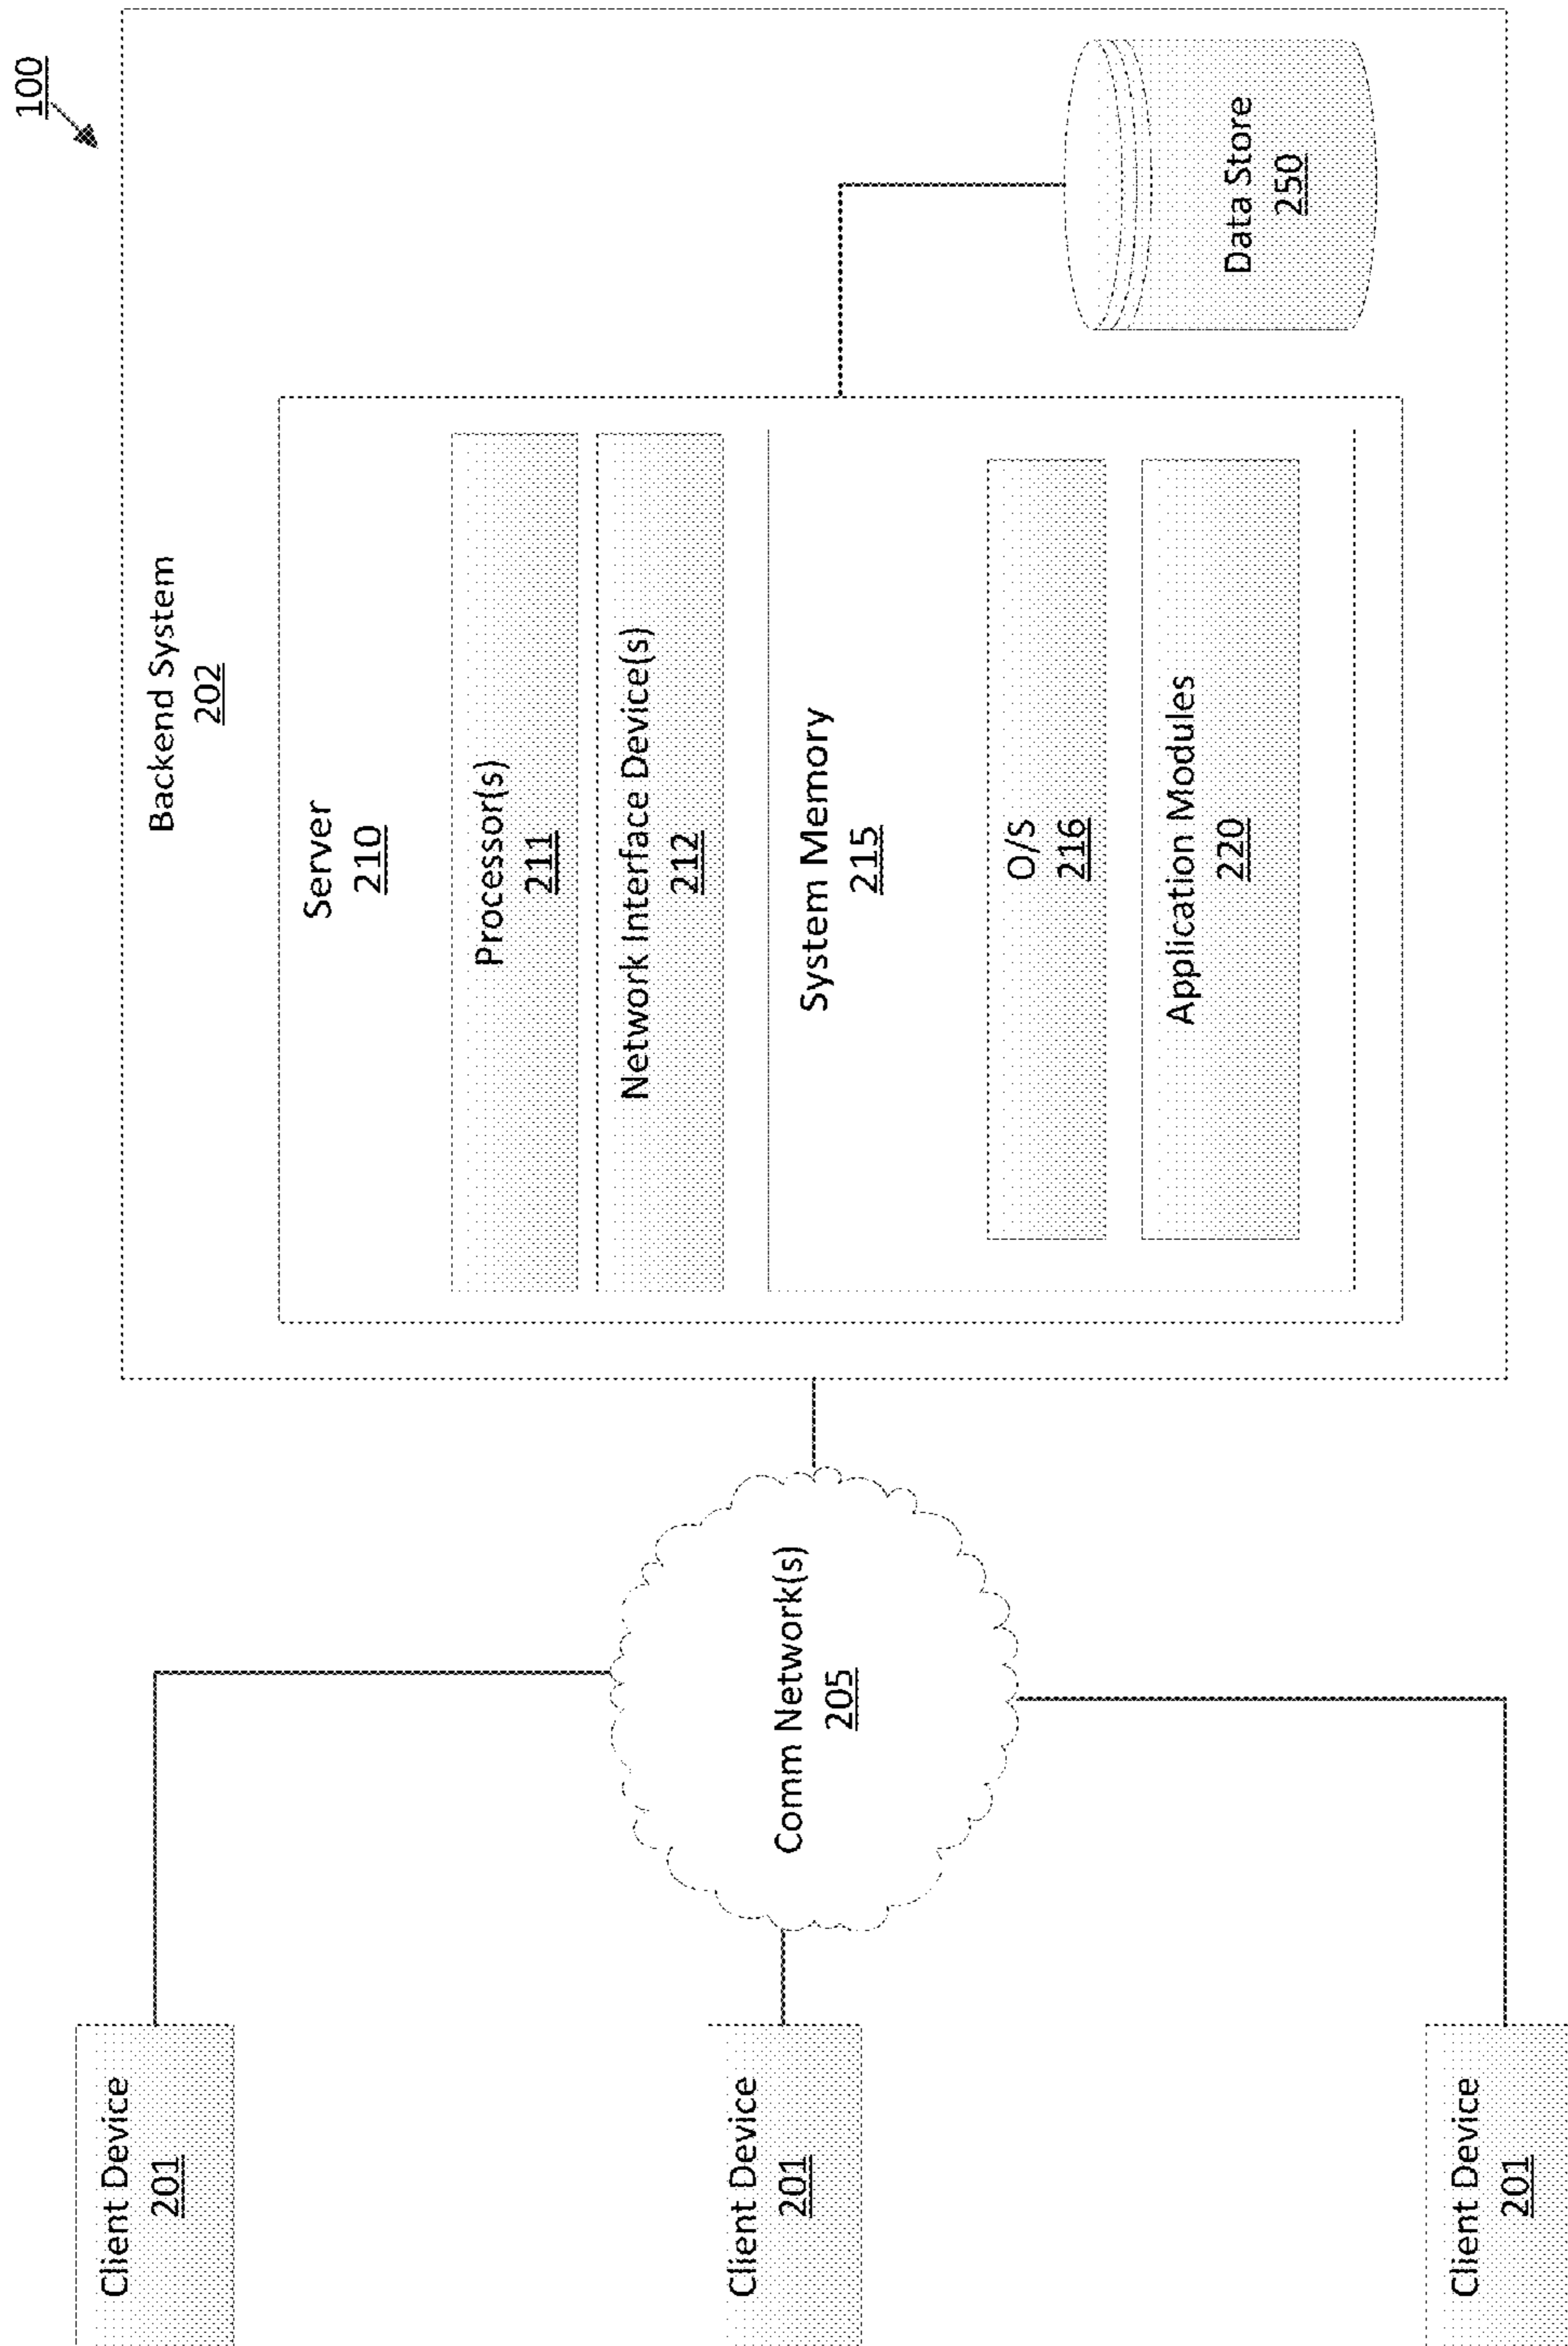 100
Backend System
202
Server
210
Processor(s)
211
Network Interface Device(s)
212
System Memory
215
O/S
216
Application Modules
220
Data Store
250
Comm Network(s)
205
Client Device
201
Client Device
201
Client Device
201